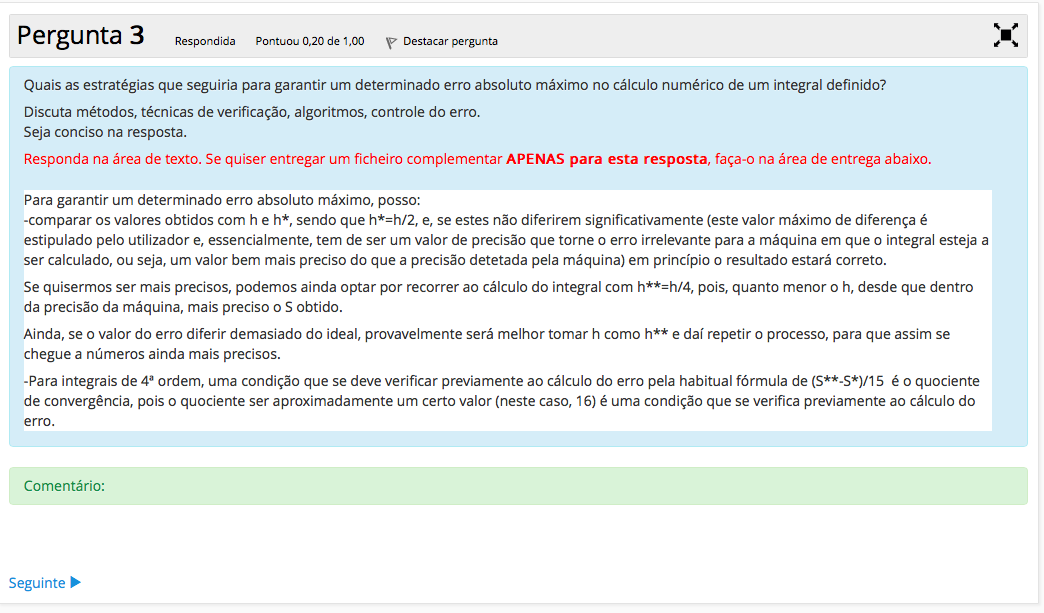 Pergunta 3 Respondida Pontuou 0,20 de 1,00 Destacar pergunta
Quais as estratégias que seguiria para garantir um determinado erro absoluto máximo no cálculo numérico de um integral definido?
Discuta métodos, técnicas de verificação, algoritmos, controle do erro.
Seja conciso na resposta.
Responda na área de texto. Se quiser entregar um ficheiro complementar APENAS para esta resposta, faça-o na área de entrega abaixo.
Para garantir um determinado erro absoluto máximo, posso:
-comparar os valores obtidos com h e h*, sendo que h*=h/2, e, se estes não diferirem significativamente (este valor máximo de diferença é
estipulado pelo utilizador e, essencialmente, tem de ser um valor de precisão que torne o erro irrelevante para a máquina em que o integral esteja a
ser calculado, ou seja, um valor bem mais preciso do que a precisão detetada pela máquina) em princípio o resultado estará correto.
Se quisermos ser mais precisos, podemos ainda optar por recorrer ao cálculo do integral com h**=h/4, pois, quanto menor o h, desde que dentro
da precisão da máquina, mais preciso o S obtido.
Ainda, se o valor do erro diferir demasiado do ideal, provavelmente será melhor tomar h como h** e daí repetir o processo, para que assim se
chegue a números ainda mais precisos.
-Para integrais de 4ª ordem, uma condição que se deve verificar previamente ao cálculo do erro pela habitual fórmula de (S**-S*)/15 é o quociente
de convergência, pois o quociente ser aproximadamente um certo valor (neste caso, 16) é uma condição que se verifica previamente ao cálculo do
erro.
Comentário:
Seguinte